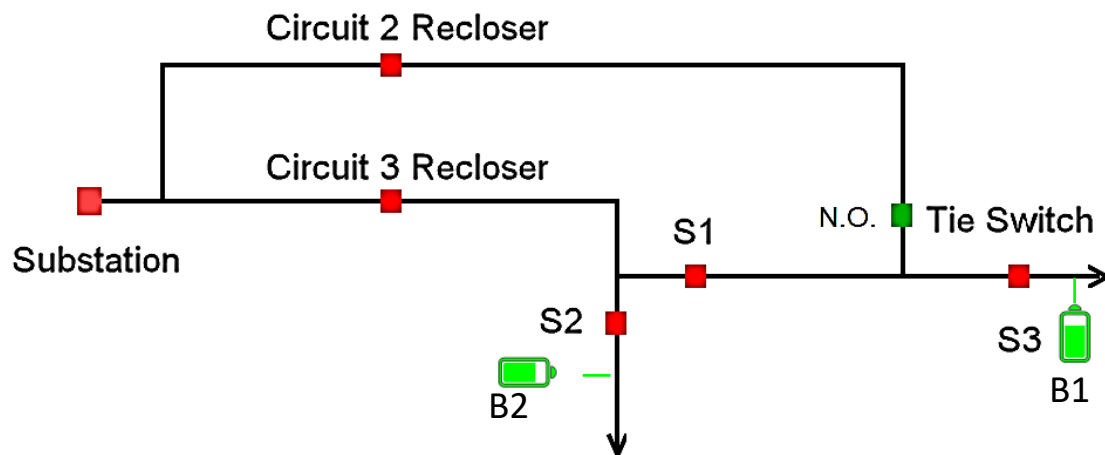 Circuit 2 Recloser
Circuit 3 Recloser
N.O.
Tie Switch
S1
Substation
S2
S3
B1
B2